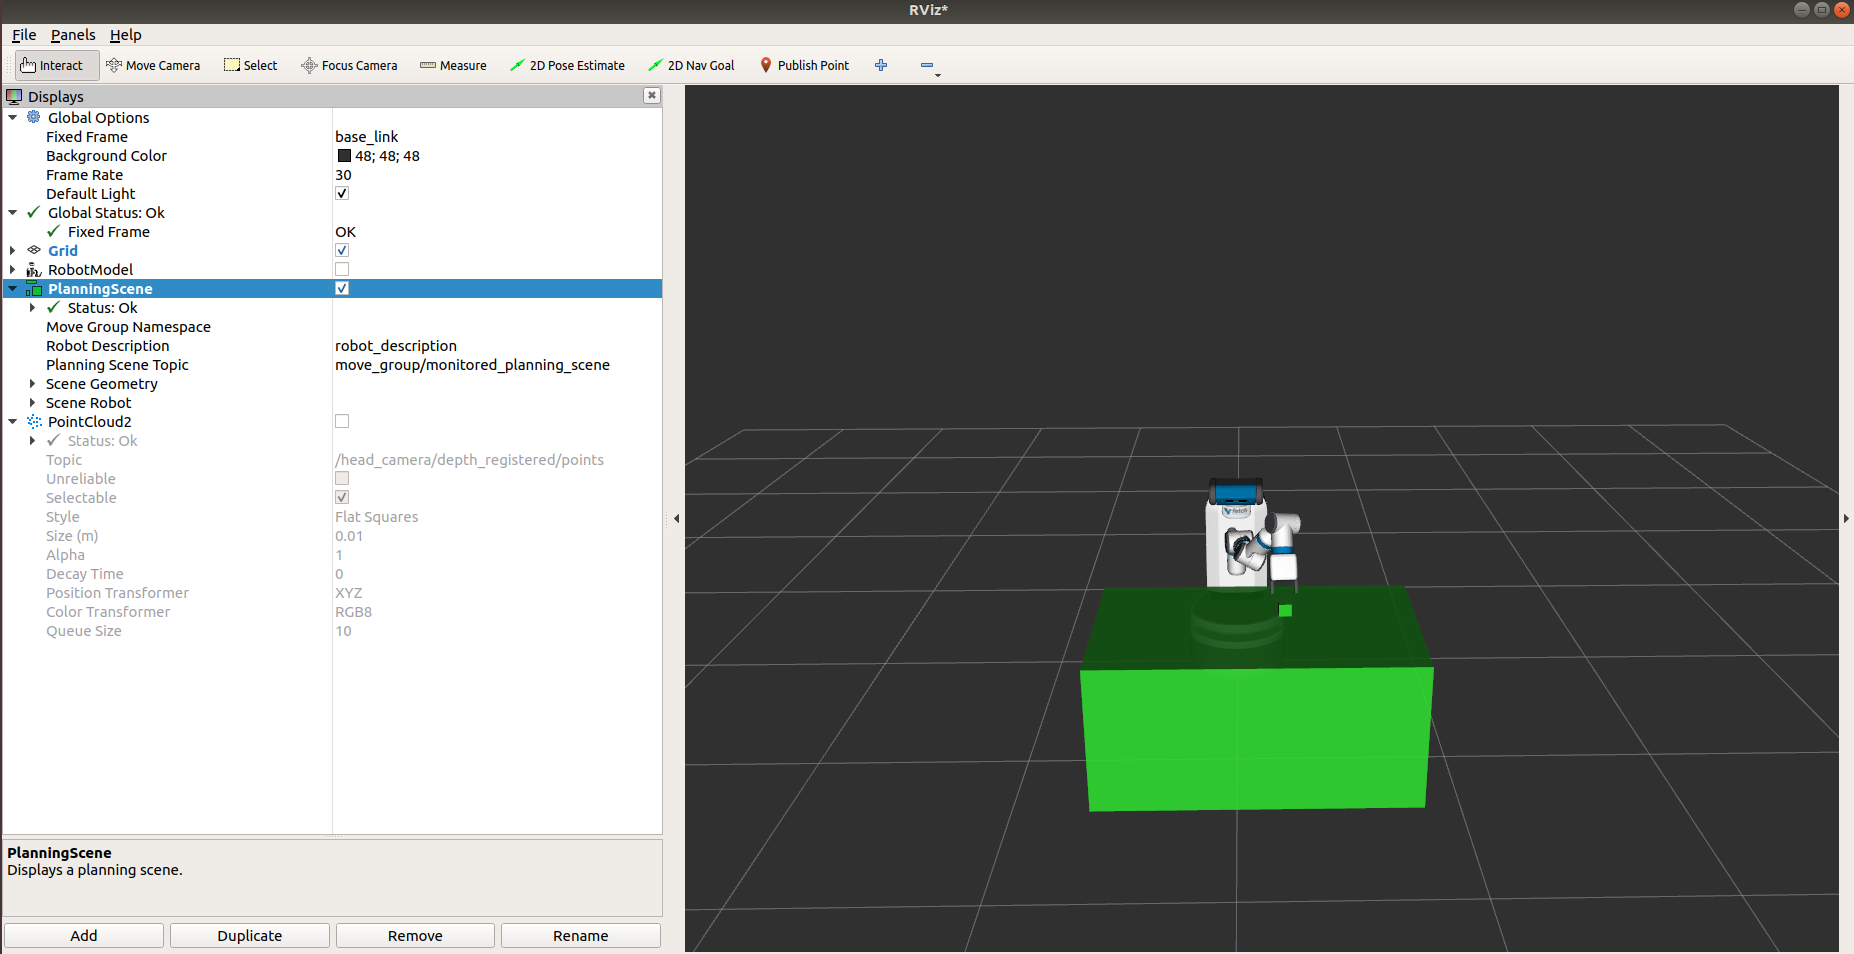 RViz*
File Panels Help
Interact Move Camera Select Focus Camera Measure 2D Pose Estimate 2D Nav Goal Publish Point
Displays
Global Options
Fixed Frame base_link
Background Color 48; 48; 48
Frame Rate 30
Default Light
Global Status: Ok
Fixed Frame OK
Grid
RobotModel
PlanningScene
Status: Ok
Move Group Namespace
Robot Description robot_description
Planning Scene Topic move_group/monitored_planning_scene
Scene Geometry
Scene Robot
PointCloud2
Status: Ok
Topic /head_camera/depth_registered/points
Unreliable
Selectable
Style Flat Squares
Size (m) 0.01
Alpha 1
Decay Time 0
Position Transformer XYZ
Color Transformer RGB8
Queue Size 10
fetch
PlanningScene
Displays a planning scene.
Add Duplicate Remove Rename